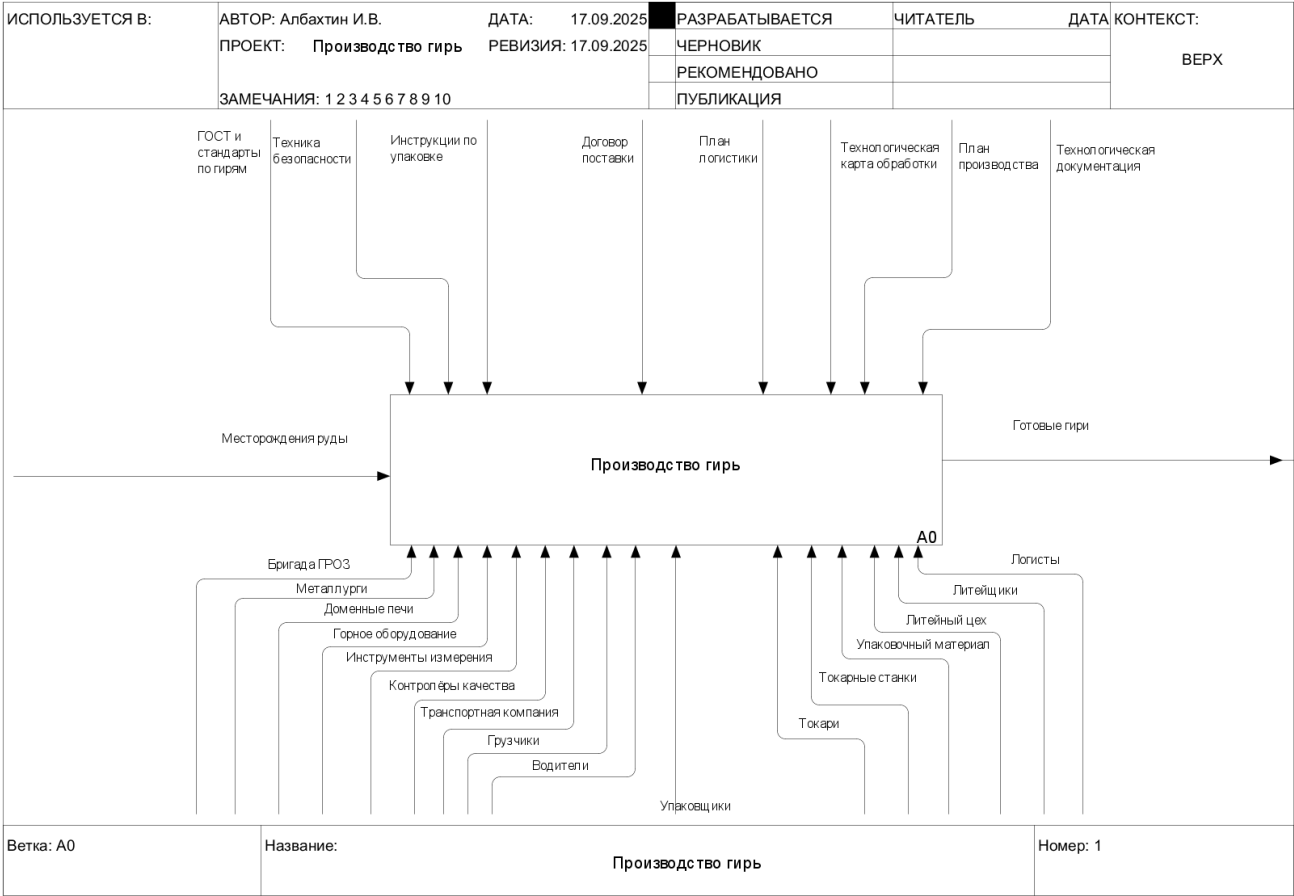 ИСПОЛЬЗУЕТСЯ В:
АВТОР: Албахтин И.В.
ДАТА: 17.09.2025
РАЗРАБАТЫВАЕТСЯ
ЧИТАТЕЛЬ
ДАТА
КОНТЕКСТ:
ПРОЕКТ: Производство гирь
РЕВИЗИЯ: 17.09.2025
ЧЕРНОВИК
ВЕРХ
РЕКОМЕНДОВАНО
ЗАМЕЧАНИЯ: 1 2 3 4 5 6 7 8 9 10
ПУБЛИКАЦИЯ
ГОСТ и
стандарты
по гирям
Техника
безопасности
Инструкции по
упаковке
Договор
поставки
План
логистики
Технологическая
карта обработки
План
производства
Технологическая
документация
Месторождения руды
Производство гирь
A0
Готовые гири
Бригада ГРОЗ
Металлурги
Доменные печи
Горное оборудование
Инструменты измерения
Контролёры качества
Транспортная компания
Грузчики
Водители
Упаковщики
Логисты
Литейщики
Литейный цех
Упаковочный материал
Токарные станки
Токари
Ветка: A0
Название:
Производство гирь
Номер: 1